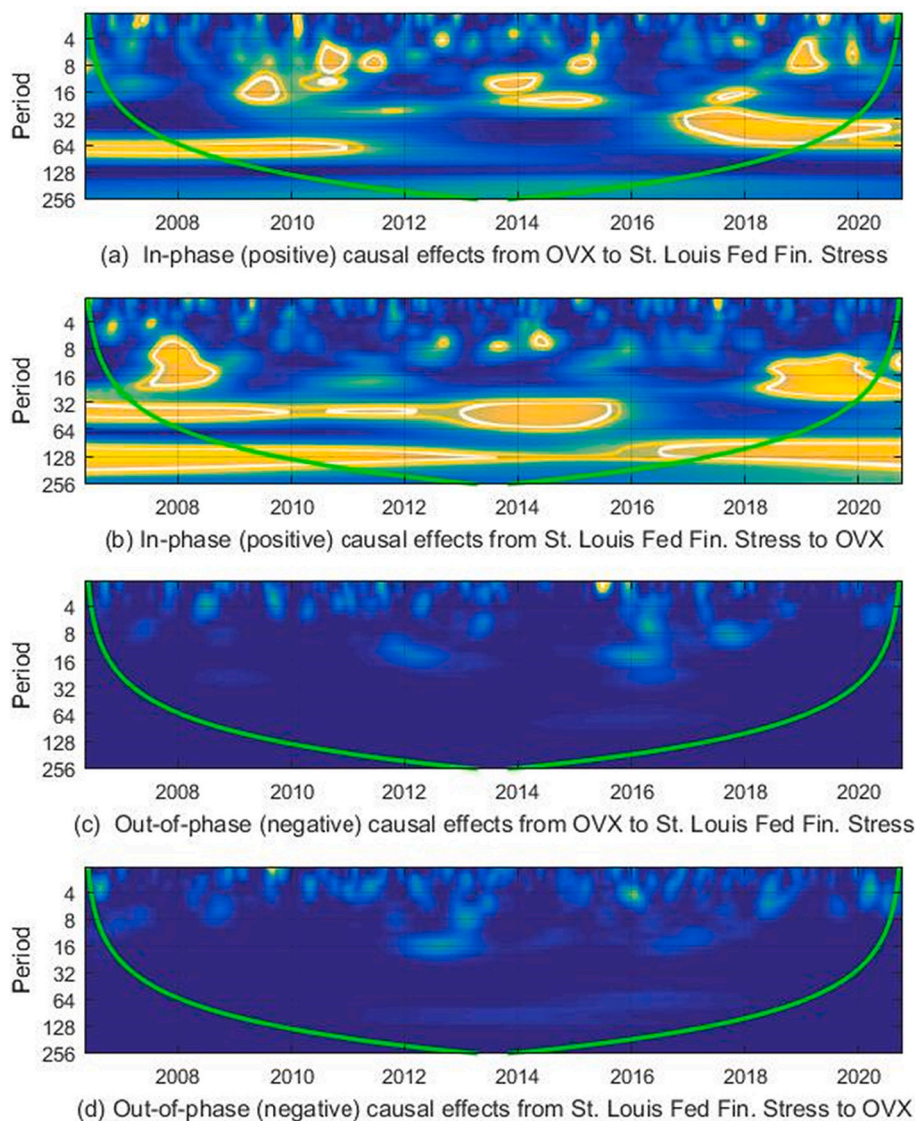 4
8
16
32
64
128
256
Period
2008 2010 2012 2014 2016 2018 2020
(a) In-phase (positive) causal effects from OVX to St. Louis Fed Fin. Stress
4
8
16
32
64
128
256
Period
2008 2010 2012 2014 2016 2018 2020
(b) In-phase (positive) causal effects from St. Louis Fed Fin. Stress to OVX
4
8
16
32
64
128
256
Period
2008 2010 2012 2014 2016 2018 2020
(c) Out-of-phase (negative) causal effects from OVX to St. Louis Fed Fin. Stress
4
8
16
32
64
128
256
Period
2008 2010 2012 2014 2016 2018 2020
(d) Out-of-phase (negative) causal effects from St. Louis Fed Fin. Stress to OVX